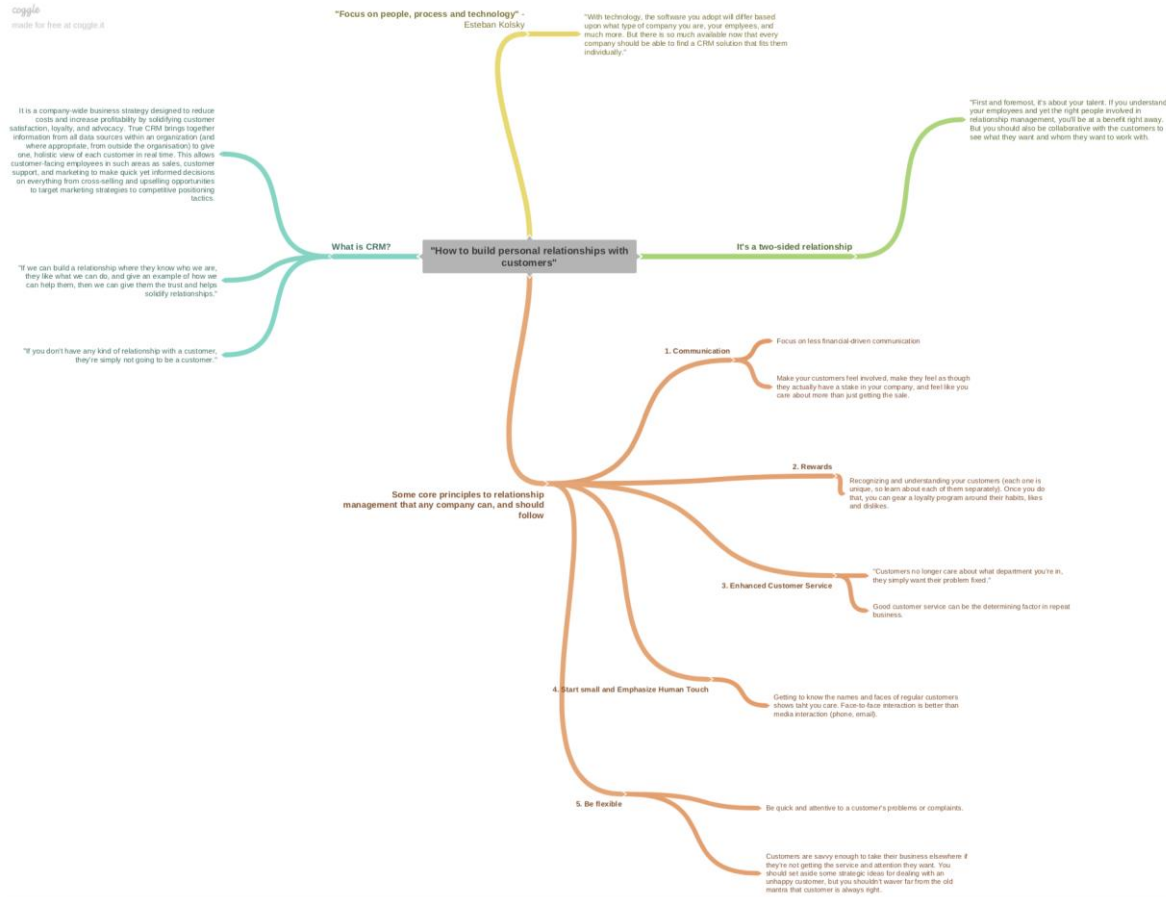 coggle
made for free at coggle.it
"Focus on people, process and technology" -
Esteban Kolsky
"With technology, the software you adopt will differ based
upon what type of company you are, your emplyees, and
much more. But there is so much available now that every
company should be able to find a CRM solution that fits them
individually."
It is a company-wide business strategy designed to reduce
costs and increase profitability by solidifying customer
satisfaction, loyalty, and advocacy. True CRM brings together
information from all data sources within an organization (and
where appropriate, from outside the organisation) to give
one, holistic view of each customer in real time. This allows
customer-facing employees in such areas as sales, customer
support, and marketing to make quick yet informed decisions
on everything from cross-selling and upselling opportunities
to target marketing strategies to competitive positioning
tactics.
"First and foremost, it's about your talent. If you understand
your employees and yet the right people involved in
relationship management, you'll be at a benefit right away.
But you should also be collaborative with the customers to
see what they want and whom they want to work with.
What is CRM?
"How to build personal relationships with
customers"
It's a two-sided relationship
"If we can build a relationship where they know who we are,
they like what we can do, and give an example of how we
can help them, then we can give them the trust and helps
solidify relationships."
"If you don't have any kind of relationship with a customer,
they're simply not going to be a customer."
1. Communication
Focus on less financial-driven communication
Make your customers feel involved, make they feel as though
they actually have a stake in your company, and feel like you
care about more than just getting the sale.
Some core principles to relationship
management that any company can, and should
follow
2. Rewards
Recognizing and understanding your customers (each one is
unique, so learn about each of them separately). Once you do
that, you can gear a loyalty program around their habits, likes
and dislikes.
3. Enhanced Customer Service
"Customers no longer care about what department you're in,
they simply want their problem fixed."
Good customer service can be the determining factor in repeat
business.
4. Start small and Emphasize Human Touch
Getting to know the names and faces of regular customers
shows taht you care. Face-to-face interaction is better than
media interaction (phone, email).
5. Be flexible
Be quick and attentive to a customer's problems or complaints.
Customers are savvy enough to take their business elsewhere if
they're not getting the service and attention they want. You
should set aside some strategic ideas for dealing with an
unhappy customer, but you shouldn't waver far from the old
mantra that customer is always right.